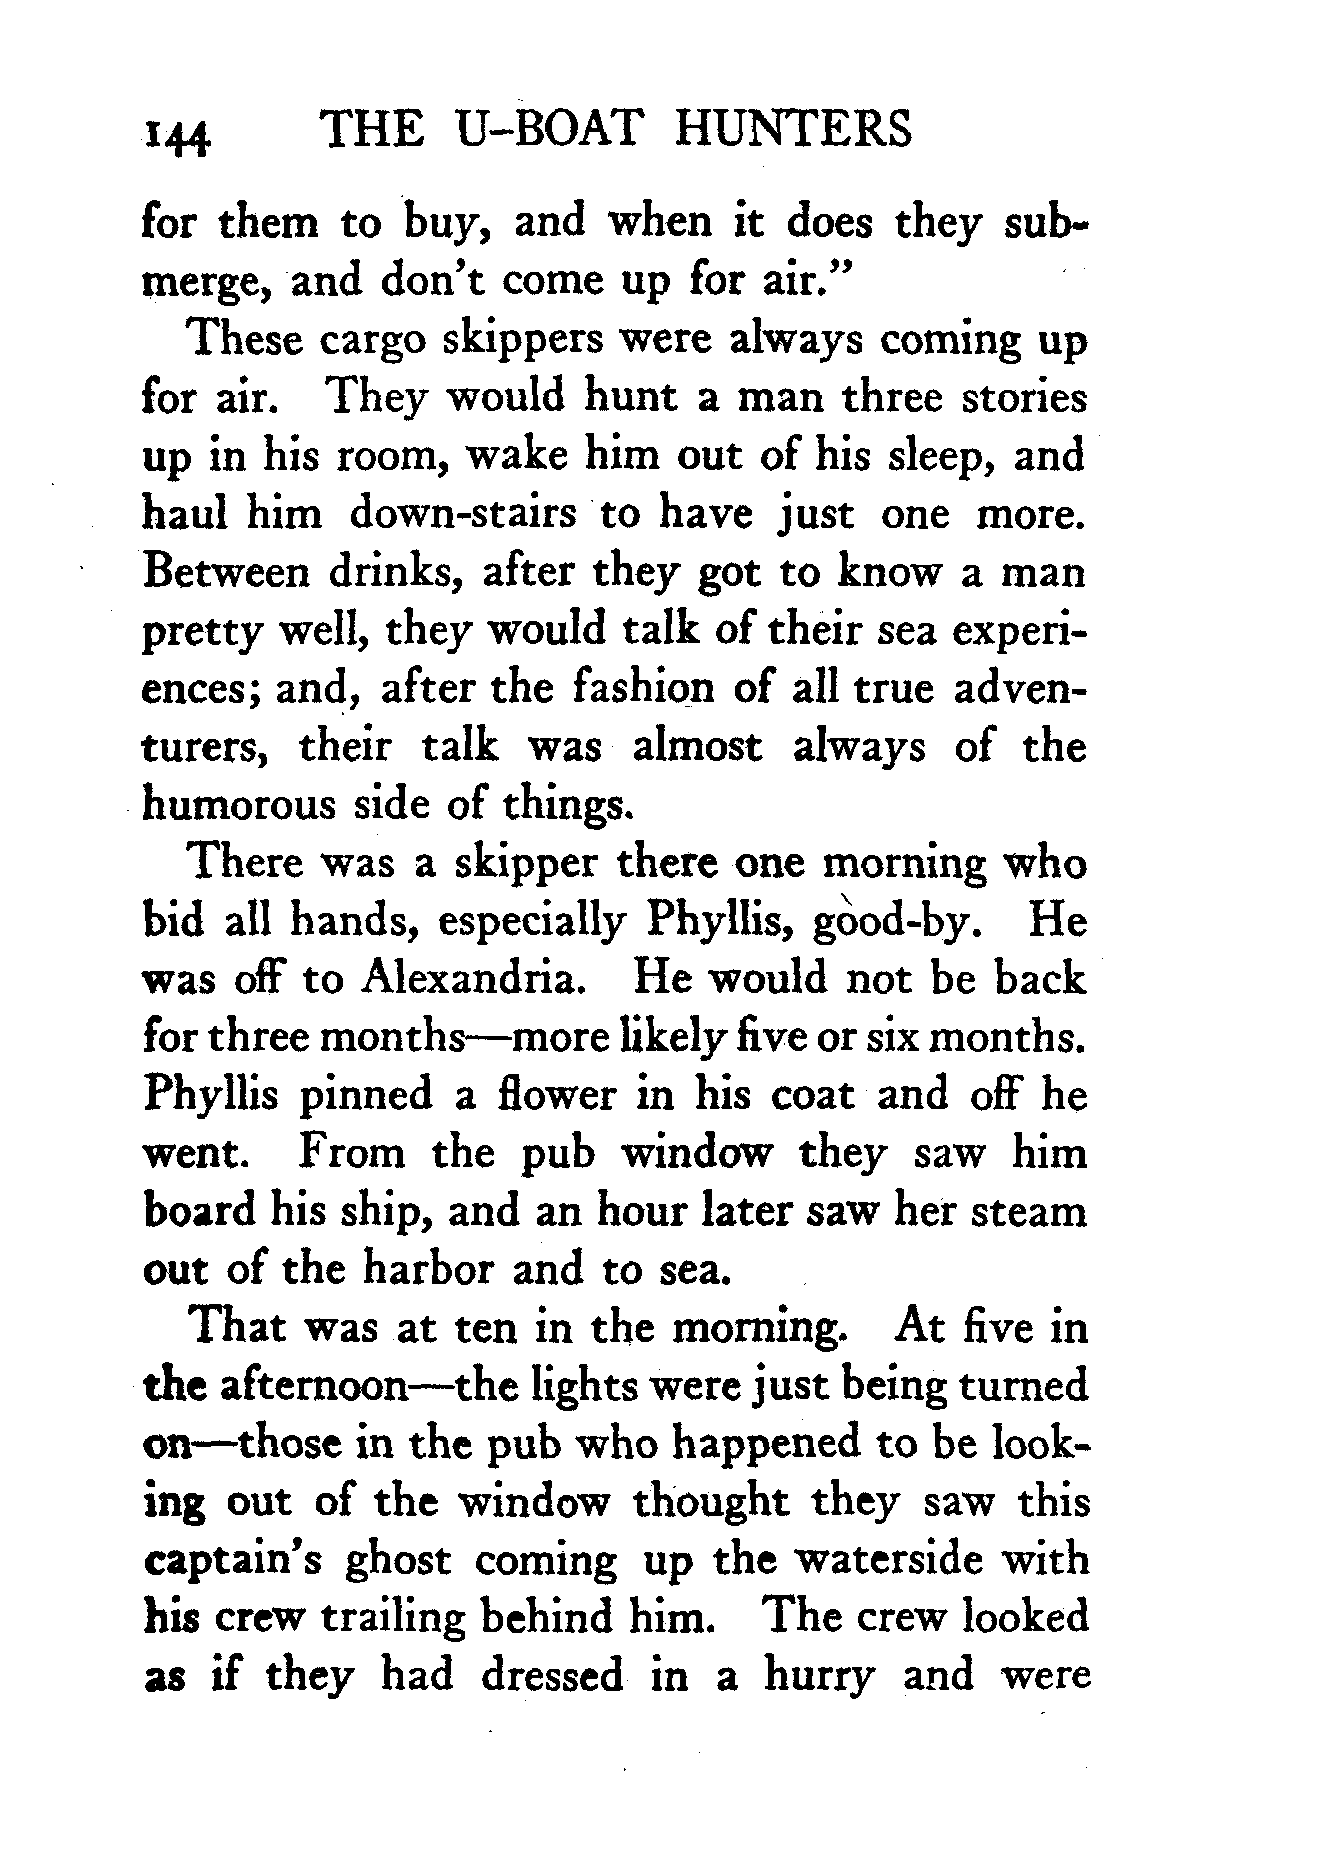 144 THE U-BOAT HUNTERS
for them to buy, and when it does they sub-
merge, and don't come up for air."
These cargo skippers were always coming up
for air. They would hunt a man three stories
up in his room, wake him out of his sleep, and
haul him down-stairs to have just one more.
Between drinks, after they got to know a man
pretty well, they would talk of their sea experi-
ences; and, after the fashion of all true adven-
turers, their talk was almost always of the
humorous side of things.
There was a skipper there one morning who
bid all hands, especially Phyllis, good-by. He
was off to Alexandria. He would not be back
for three months—more likely five or six months.
Phyllis pinned a flower in his coat and off he
went. From the pub window they saw him
board his ship, and an hour later saw her steam
out of the harbor and to sea.
That was at ten in the morning. At five in
the afternoon—the lights were just being turned
on—those in the pub who happened to be look-
ing out of the window thought they saw this
captain's ghost coming up the waterside with
his crew trailing behind him. The crew looked
as if they had dressed in a hurry and were